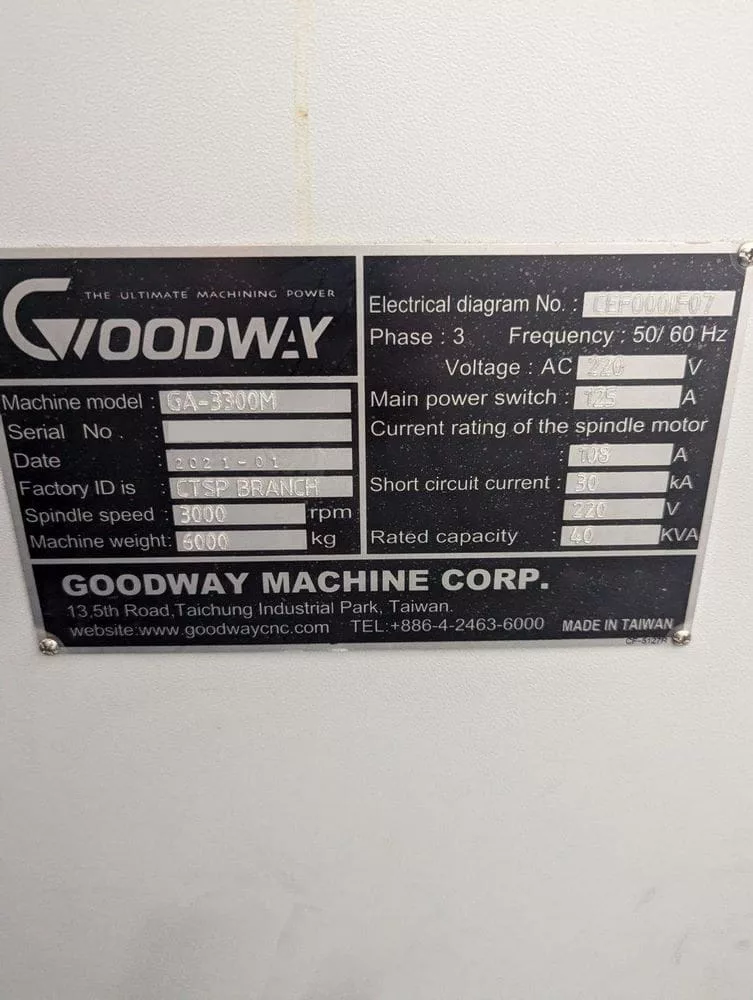 THE ULTIMATE MACHINING POWER
GOODWAY
Machine model : GA-3300M
Serial No .
Date 2021-01
Factory ID is : CTSP BRANCH
Spindle speed : 3000 rpm
Machine weight: 6000 kg
Electrical diagram No. :
Phase : 3 Frequency : 50/ 60 Hz
Voltage : AC 220 V
Main power switch : 125 A
Current rating of the spindle motor
: 108 A
Short circuit current : 30 kA
220 V
Rated capacity : 40 KVA
GOODWAY MACHINE CORP.
13,5th Road,Taichung Industrial Park, Taiwan.
website:www.goodwaycnc.com TEL:+886-4-2463-6000 MADE IN TAIWAN